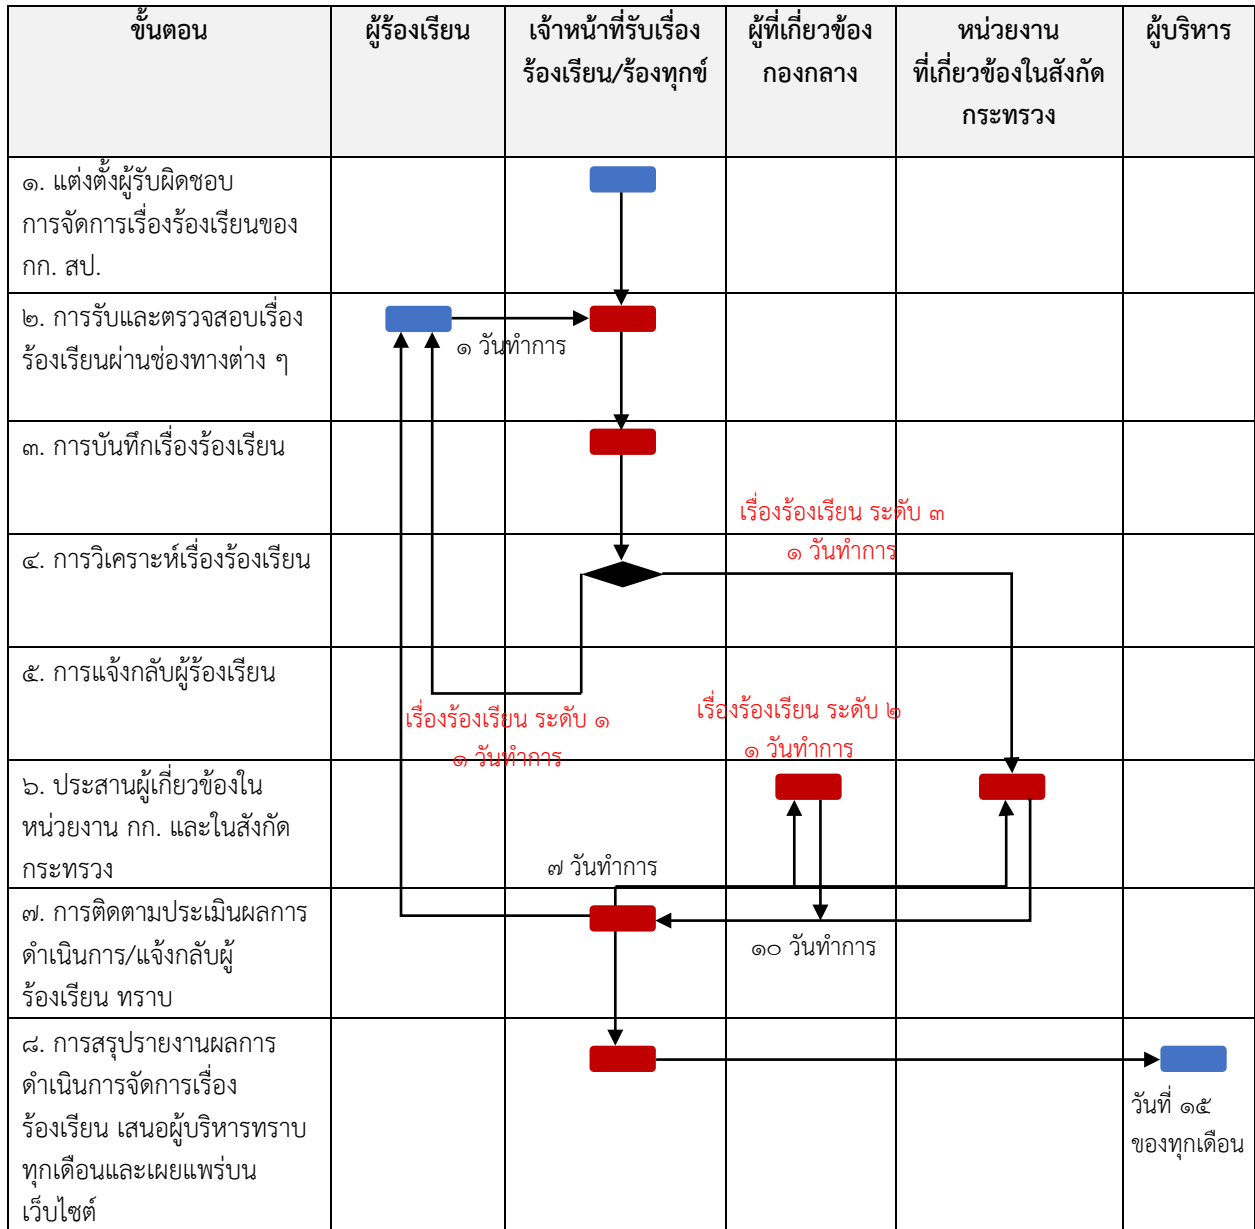 ขั้นตอน
ผู้ร้องเรียน
เจ้าหน้าที่รับเรื่อง
ร้องเรียน/ร้องทุกข์
ผู้ที่เกี่ยวข้อง
กองกลาง
หน่วยงาน
ที่เกี่ยวข้องในสังกัด
กระทรวง
ผู้บริหาร
๑. แต่งตั้งผู้รับผิดชอบ
การจัดการเรื่องร้องเรียนของ
กก. สป.
๒. การรับและตรวจสอบเรื่อง
ร้องเรียนผ่านช่องทางต่าง ๆ
๑ วันทำการ
๓. การบันทึกเรื่องร้องเรียน
เรื่องร้องเรียน ระดับ ๓
๑ วันทำการ
๔. การวิเคราะห์เรื่องร้องเรียน
๕. การแจ้งกลับผู้ร้องเรียน
เรื่องร้องเรียน ระดับ ๑
๑ วันทำการ
เรื่องร้องเรียน ระดับ ๒
๑ วันทำการ
๖. ประสานผู้เกี่ยวข้องใน
หน่วยงาน กก. และในสังกัด
กระทรวง
๗ วันทำการ
๗. การติดตามประเมินผลการ
ดำเนินการ/แจ้งกลับผู้
ร้องเรียน ทราบ
๑๐ วันทำการ
๘. การสรุปรายงานผลการ
ดำเนินการจัดการเรื่อง
ร้องเรียน เสนอผู้บริหารทราบ
ทุกเดือนและเผยแพร่บน
เว็บไซต์
วันที่ ๑๕
ของทุกเดือน